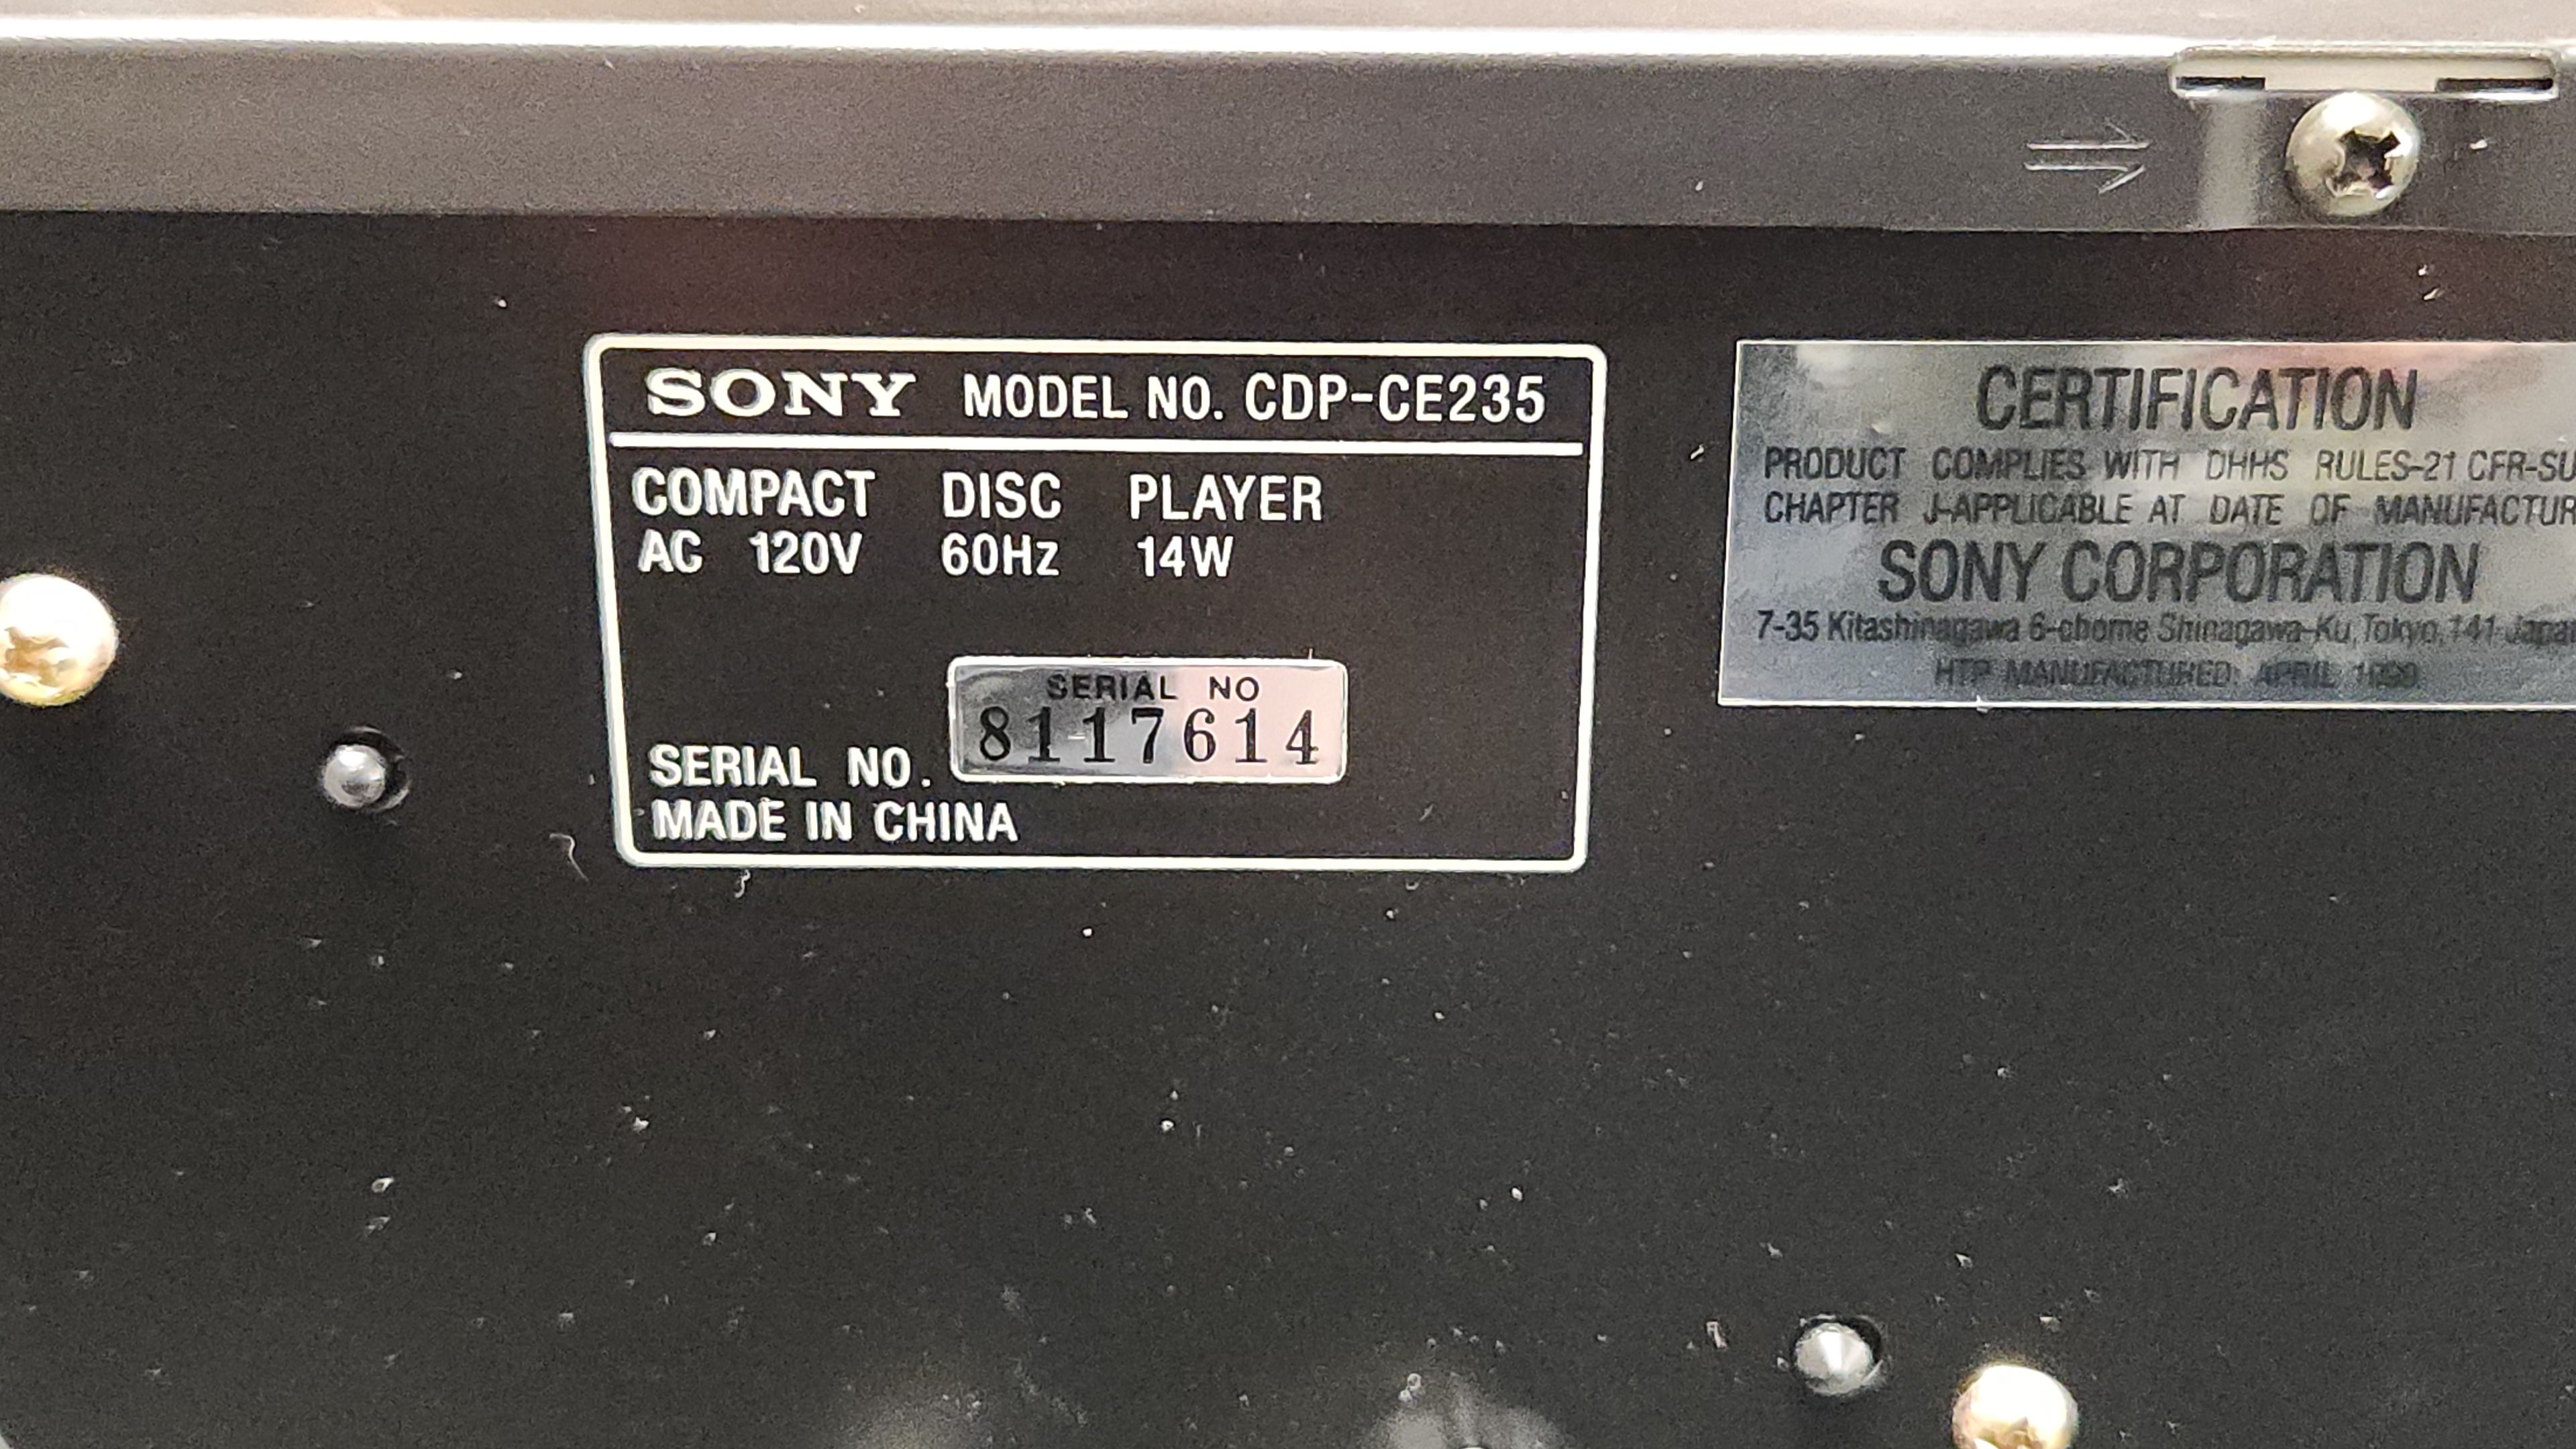 SONY MODEL NO. CDP-CE235
COMPACT DISC PLAYER
AC 120V 60Hz 14W
SERIAL NO
8117614
SERIAL NO.
MADE IN CHINA
CERTIFICATION
PRODUCT COMPLIES WITH DHHS RULES-21 CFR-SU
CHAPTER J-APPLICABLE AT DATE OF MANUFACTUR
SONY CORPORATION
7-35 Kitashinagawa 6-chome Shinagawa-Ku, Tokyo, 141 Japan
HTP MANUFACTURED: APRIL